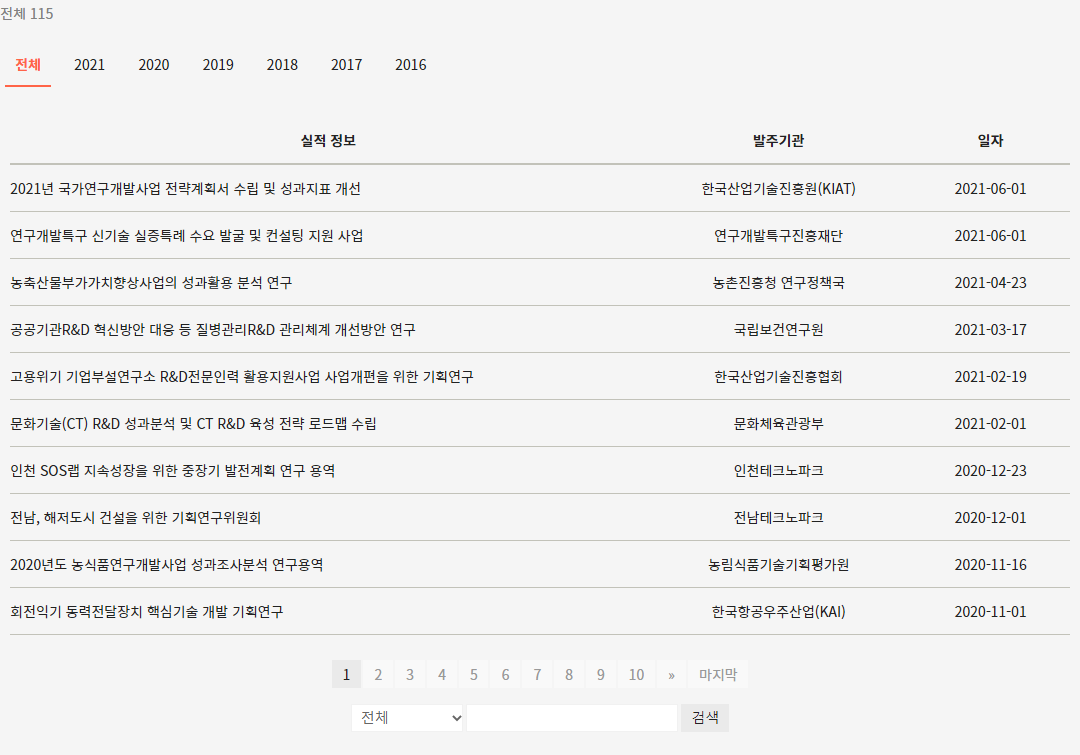 전체 115
전체 2021 2020 2019 2018 2017 2016
실적 정보 발주기관 일자
2021년 국가연구개발사업 전략계획서 수립 및 성과지표 개선 한국산업기술진흥원(KIAT) 2021-06-01
연구개발특구 신기술 실증특례 수요 발굴 및 컨설팅 지원 사업 연구개발특구진흥재단 2021-06-01
농축산물부가가치향상사업의 성과활용 분석 연구 농촌진흥청 연구정책국 2021-04-23
공공기관R&D 혁신방안 대응 등 질병관리R&D 관리체계 개선방안 연구 국립보건연구원 2021-03-17
고용위기 기업부설연구소 R&D전문인력 활용지원사업 사업개편을 위한 기획연구 한국산업기술진흥협회 2021-02-19
문화기술(CT) R&D 성과분석 및 CT R&D 육성 전략 로드맵 수립 문화체육관광부 2021-02-01
인천 SOS랩 지속성장을 위한 중장기 발전계획 연구 용역 인천테크노파크 2020-12-23
전남, 해저도시 건설을 위한 기획연구위원회 전남테크노파크 2020-12-01
2020년도 농식품연구개발사업 성과조사분석 연구용역 농림식품기술기획평가원 2020-11-16
회전익기 동력전달장치 핵심기술 개발 기획연구 한국항공우주산업(KAI) 2020-11-01
1 2 3 4 5 6 7 8 9 10 » 마지막
전체 검색